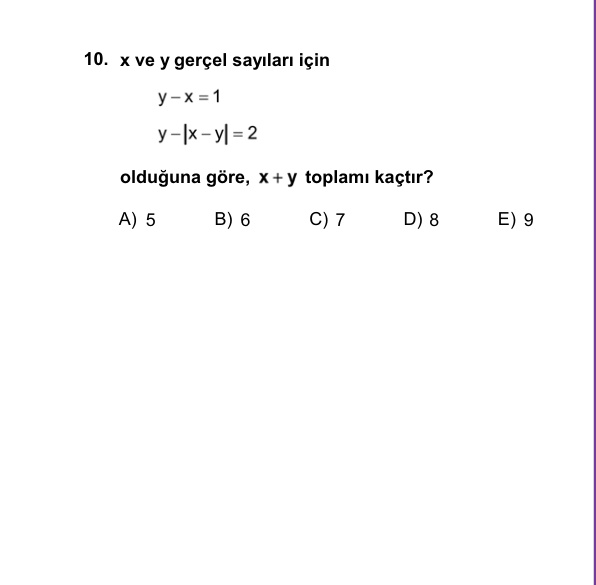 10. x ve y gerçel sayıları için
y – x = 1
y – |x – y| = 2
olduğuna göre, x + y toplamı kaçtır?
A) 5 B) 6 C) 7 D) 8 E) 9